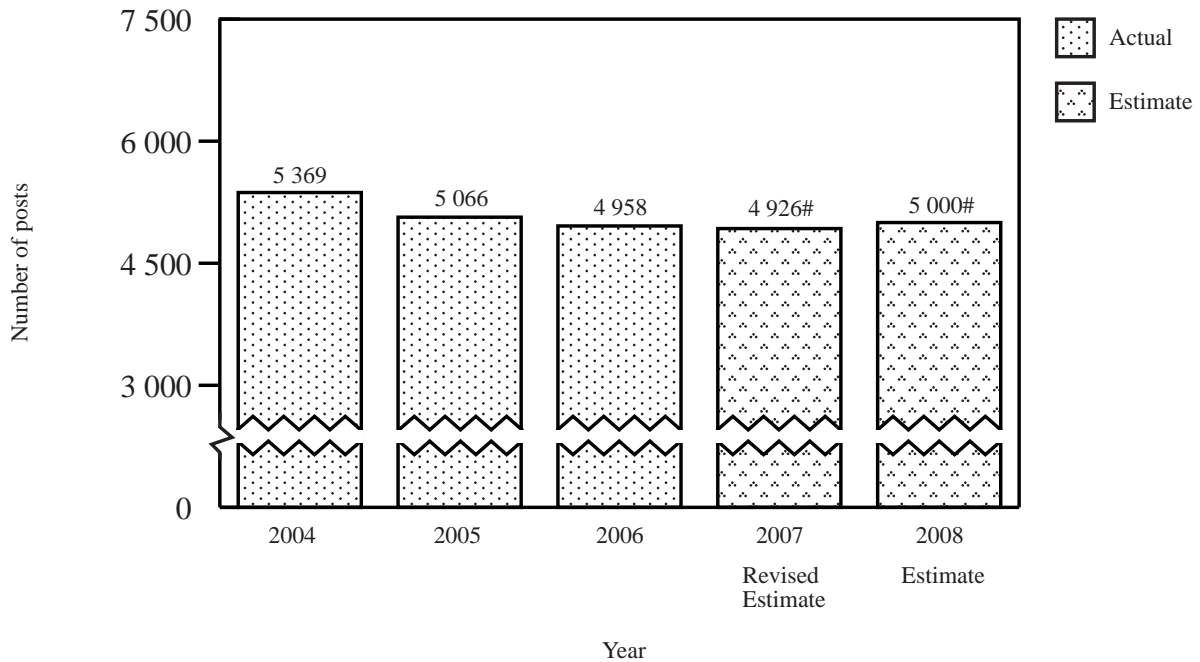 7 500
6 000
4 500
3 000
0
Number of posts
5 369
5 066
4 958
4 926#
5 000#
2004
2005
2006
2007
2008
Revised
Estimate
Estimate
Year
Actual
Estimate